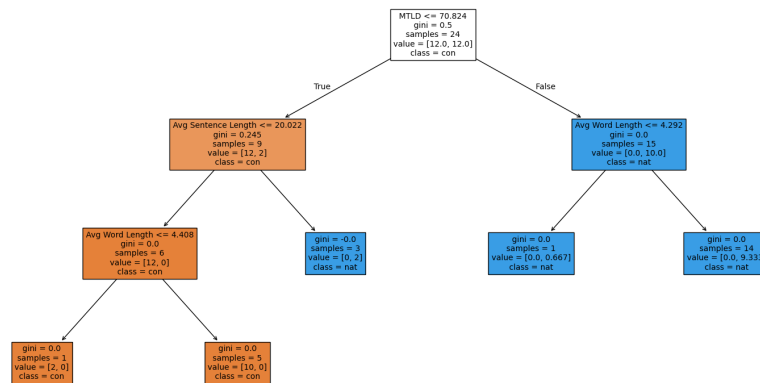 MTLD <= 70.824
gini = 0.5
samples = 24
value = [12.0, 12.0]
class = con
True
False
Avg Sentence Length <= 20.022
gini = 0.245
samples = 9
value = [12, 2]
class = con
Avg Word Length <= 4.292
gini = 0.0
samples = 15
value = [0.0, 10.0]
class = nat
Avg Word Length <= 4.408
gini = 0.0
samples = 6
value = [12, 0]
class = con
gini = -0.0
samples = 3
value = [0, 2]
class = nat
gini = 0.0
samples = 1
value = [0.0, 0.667]
class = nat
gini = 0.0
samples = 14
value = [0.0, 9.333
class = nat
gini = 0.0
samples = 1
value = [2, 0]
class = con
gini = 0.0
samples = 5
value = [10, 0]
class = con